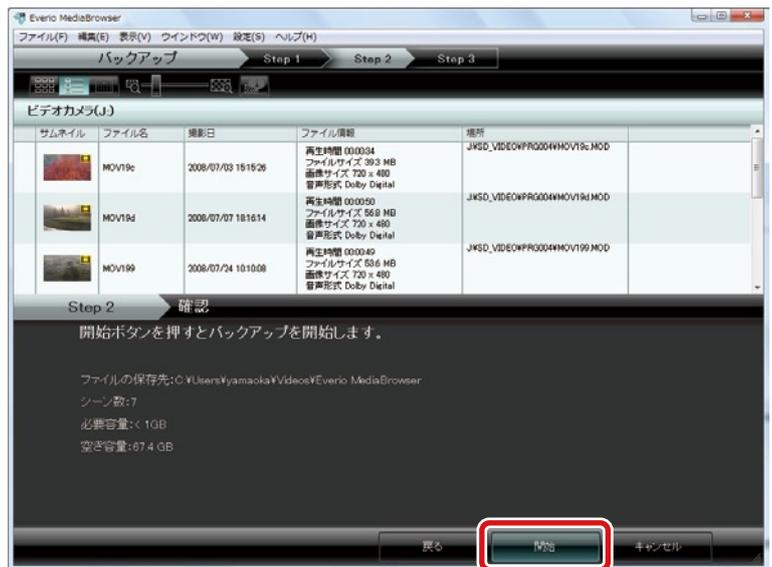 Everio MediaBrowser
ファイル(F) 編集(E) 表示(V) ウインドウ(W) 設定(S) ヘルプ(H)
バックアップ Step 1 Step 2 Step 3
ビデオカメラ(J:)
サムネイル ファイル名 撮影日 ファイル情報 場所
MOV19c 2008/07/03 15:15:26 再生時間 00:00:34 J:¥SD_VIDEO¥PRG004¥MOV19c.MOD
ファイルサイズ 39.3 MB
画像サイズ 720 x 480
音声形式 Dolby Digital
MOV19d 2008/07/07 18:16:14 再生時間 00:00:50 J:¥SD_VIDEO¥PRG004¥MOV19d.MOD
ファイルサイズ 56.8 MB
画像サイズ 720 x 480
音声形式 Dolby Digital
MOV199 2008/07/24 10:10:08 再生時間 00:00:49 J:¥SD_VIDEO¥PRG004¥MOV199.MOD
ファイルサイズ 53.6 MB
画像サイズ 720 x 480
音声形式 Dolby Digital
Step 2 確認
開始ボタンを押すとバックアップを開始します。
ファイルの保存先:C:¥Users¥yamaoka¥Videos¥Everio MediaBrowser
シーン数:7
必要容量:< 1GB
空き容量:67.4 GB
戻る 開始 キャンセル